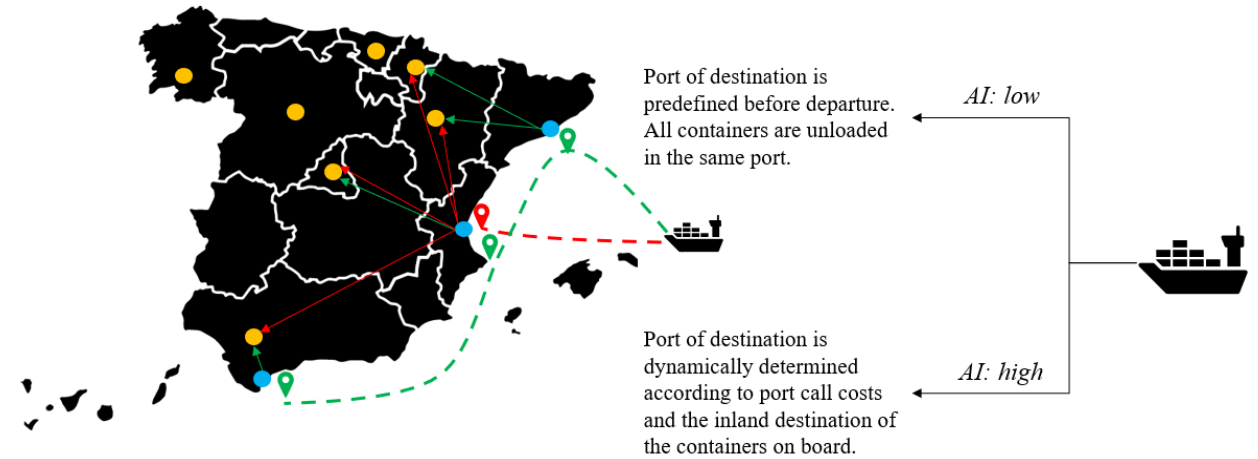 Port of destination is
predefined before departure.
All containers are unloaded
in the same port.
AI: low
Port of destination is
dynamically determined
according to port call costs
and the inland destination of
the containers on board.
AI: high